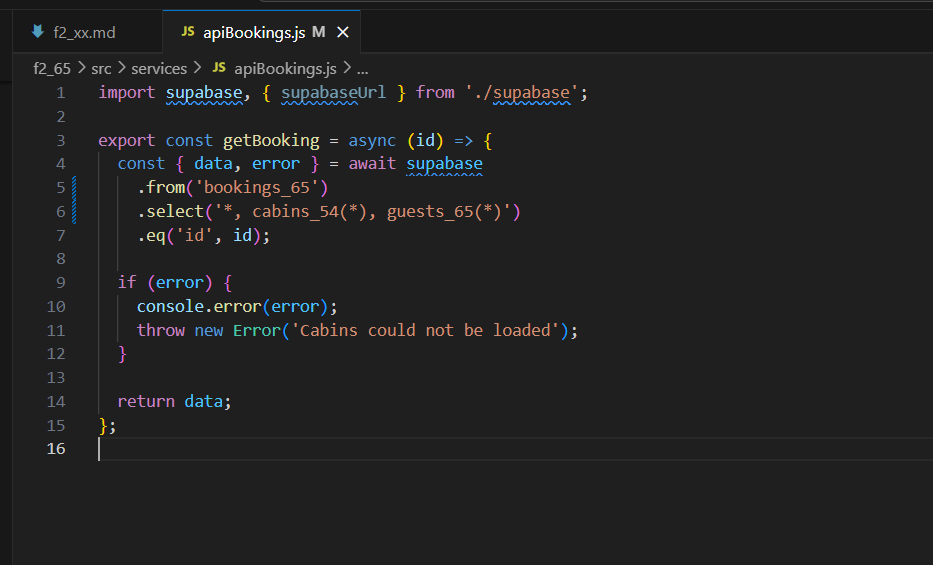 f2_xx.md
JS apiBookings.js M
f2_65 > src > services > JS apiBookings.js > ...
1 import supabase, { supabaseUrl } from './supabase';
2
3 export const getBooking = async (id) => {
4 const { data, error } = await supabase
5 .from('bookings_65')
6 .select('*, cabins_54(*), guests_65(*)')
7 .eq('id', id);
8
9 if (error) {
10 console.error(error);
11 throw new Error('Cabins could not be loaded');
12 }
13
14 return data;
15 };
16